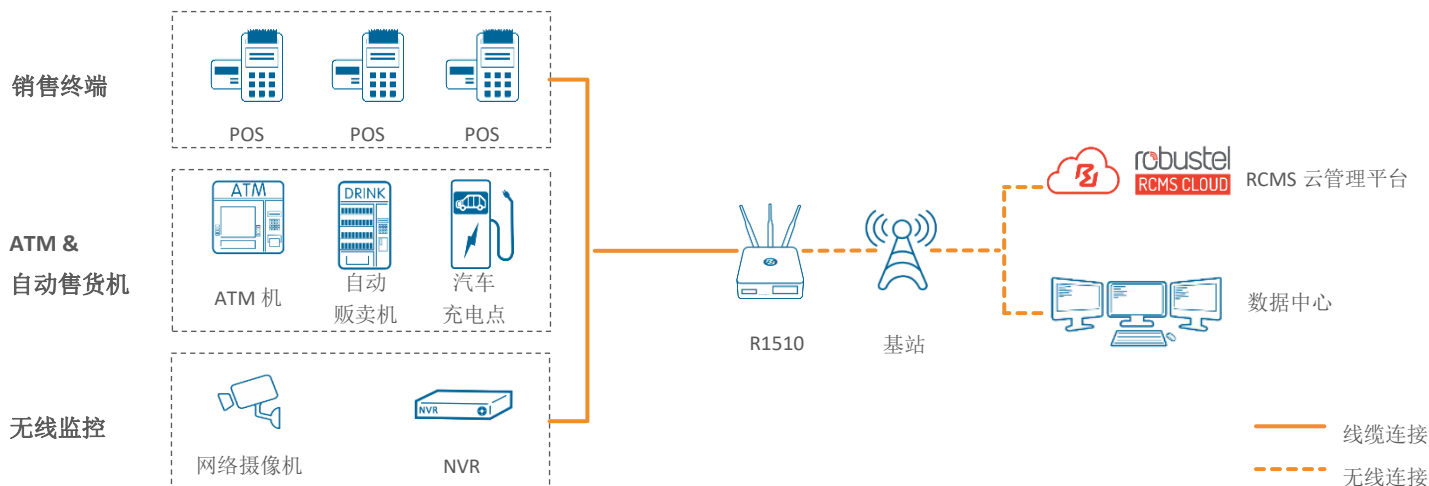 销售终端
POS
POS
POS
ATM &
自动售货机
ATM
ATM 机
DRINK
自动
贩卖机
汽车
充电点
无线监控
网络摄像机
NVR
NVR
R1510
基站
robustel
RCMS CLOUD
RCMS 云管理平台
数据中心
线缆连接
无线连接